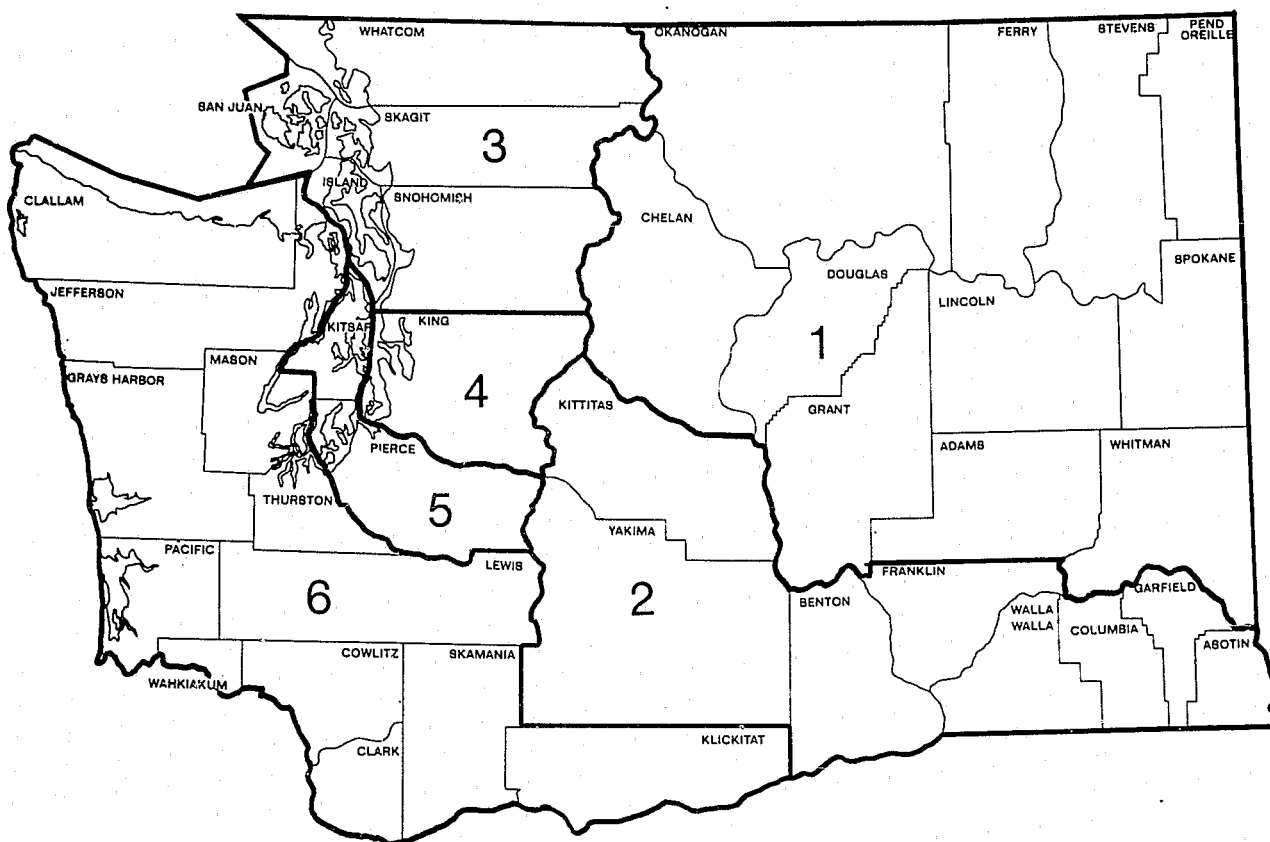 WHATCOM
OKANOGAN
FERRY
STEVENS
PEND
OREILLE
SAN JUAN
SKAGIT
3
ISLAND
SNOHOMISH
CLALLAM
CHELAN
DOUGLAS
SPOKANE
JEFFERSON
LINCOLN
KITSAP
KING
1
MASON
GRAYS HARBOR
4
KITTITAS
GRANT
PIERCE
ADAMS
WHITMAN
THURSTON
5
YAKIMA
PACIFIC
LEWIS
FRANKLIN
6
2
BENTON
GARFIELD
WALLA
WALLA
COLUMBIA
ASOTIN
COWLITZ
SKAMANIA
WAHKIAKUM
CLARK
KLICKITAT